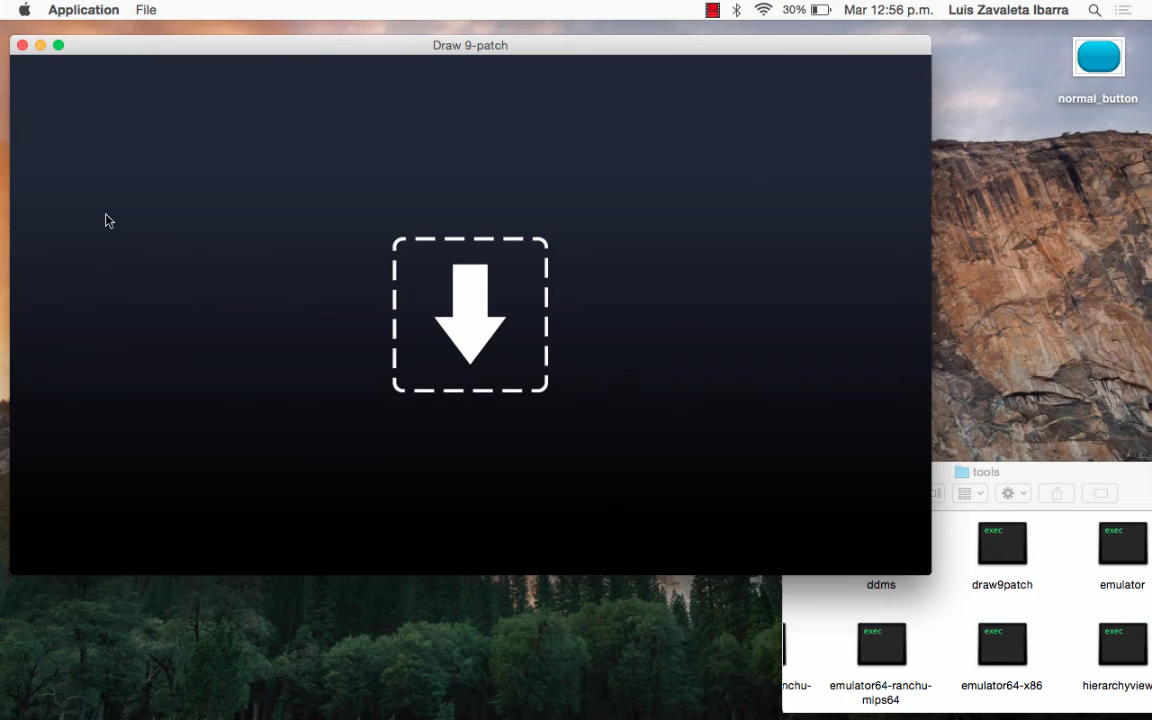 Application File 30% Mar 12:56 p.m. Luis Zavaleta Ibarra
Draw 9-patch
normal_button
tools
exec exec
ddms draw9patch emulator
exec exec exec
nchu- emulator64-ranchu-mips64 emulator64-x86 hierarchyview